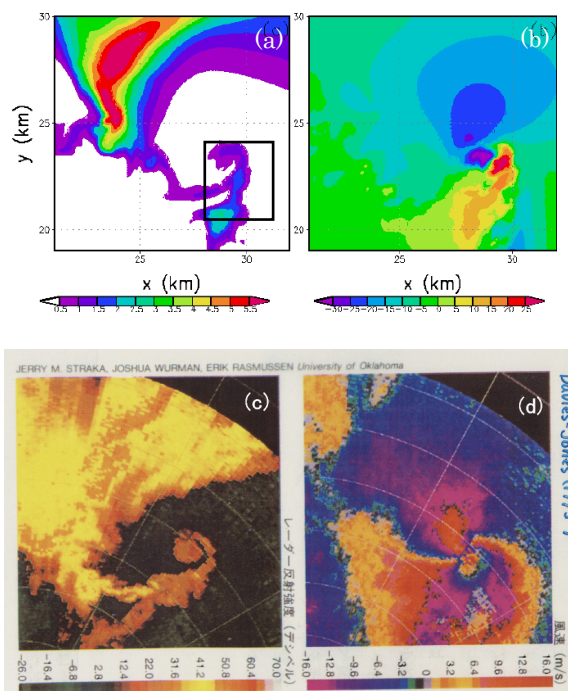 30
(a)
(b)
25
y (km)
20
25
30
25
30
x (km)
x (km)
0.5 1 1.5 2 2.5 3 3.5 4 4.5 5 5.5
-30-25-20-15-10 -5 0 5 10 15 20 25
JERRY M. STRAKA, JOSHUA WURMAN, ERIK RASMUSSEN University of Oklahoma
(c)
(d)
レーダー反射強度(デシベル)
風速 (m/s)
-26.0 -16.4 -6.8 2.8 12.4 22.0 31.6 41.2 50.8 60.4 70.0
-16.0 -9.6 -3.2 3.2 6.4 9.6 12.8 16.0